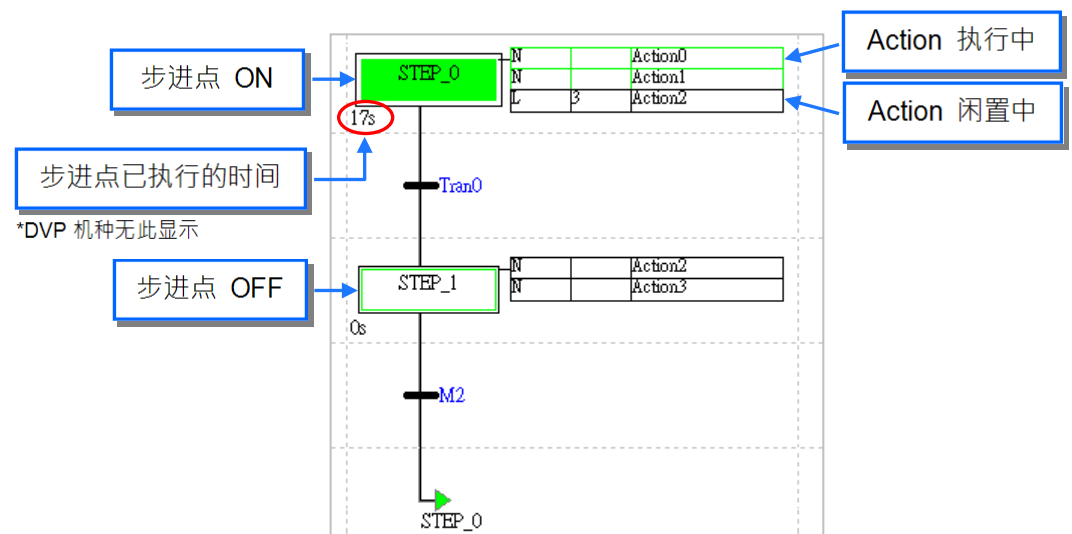 Action 执行中
步进点 ON
STEP_0
N Action0
N Action1
L 3 Action2
Action 闲置中
17s
步进点已执行的时间
Tran0
*DVP 机种无此显示
步进点 OFF
STEP_1
N Action2
N Action3
0s
M2
STEP_0